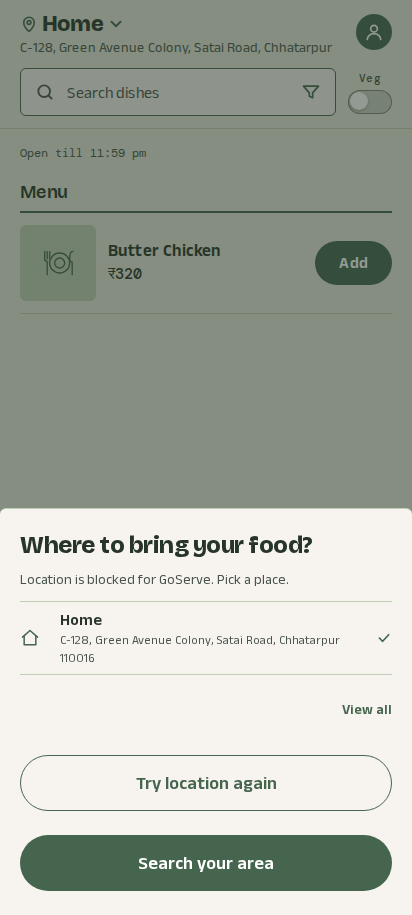 Home
C-128, Green Avenue Colony, Satai Road, Chhatarpur
Search dishes
Veg
Open till 11:59 pm
Menu
Butter Chicken
₹320
Add
Where to bring your food?
Location is blocked for GoServe. Pick a place.
Home
C-128, Green Avenue Colony, Satai Road, Chhatarpur
110016
View all
Try location again
Search your area